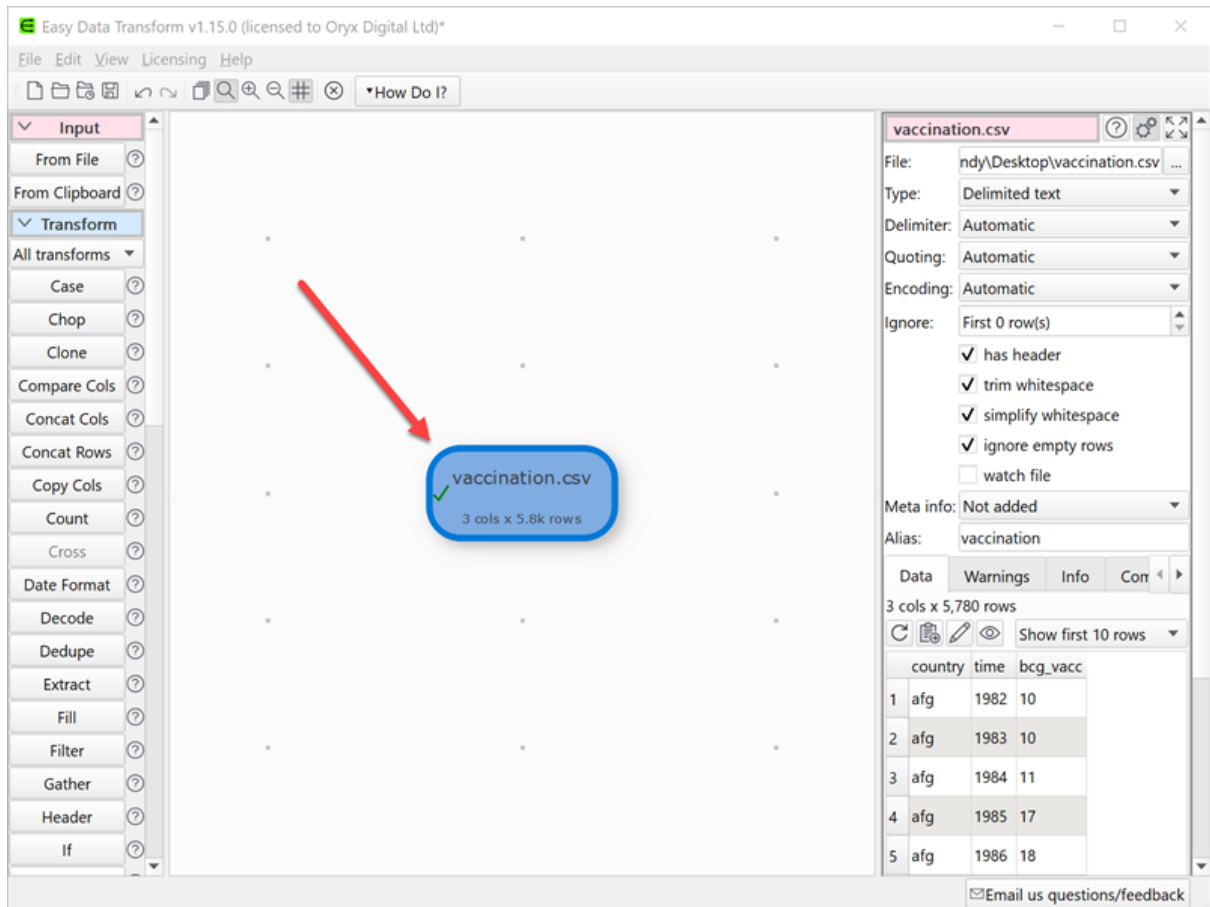 Easy Data Transform v1.15.0 (licensed to Oryx Digital Ltd)*
File Edit View Licensing Help
▾How Do I?
Input
From File
From Clipboard
Transform
All transforms
Case
Chop
Clone
Compare Cols
Concat Cols
Concat Rows
Copy Cols
Count
Cross
Date Format
Decode
Dedupe
Extract
Fill
Filter
Gather
Header
If
vaccination.csv
3 cols x 5.8k rows
vaccination.csv
File: ndy\Desktop\vaccination.csv ...
Type: Delimited text
Delimiter: Automatic
Quoting: Automatic
Encoding: Automatic
Ignore: First 0 row(s)
has header
trim whitespace
simplify whitespace
ignore empty rows
watch file
Meta info: Not added
Alias: vaccination
Data Warnings Info Com
3 cols x 5,780 rows
Show first 10 rows
country time bcg_vacc
1 afg 1982 10
2 afg 1983 10
3 afg 1984 11
4 afg 1985 17
5 afg 1986 18
Email us questions/feedback